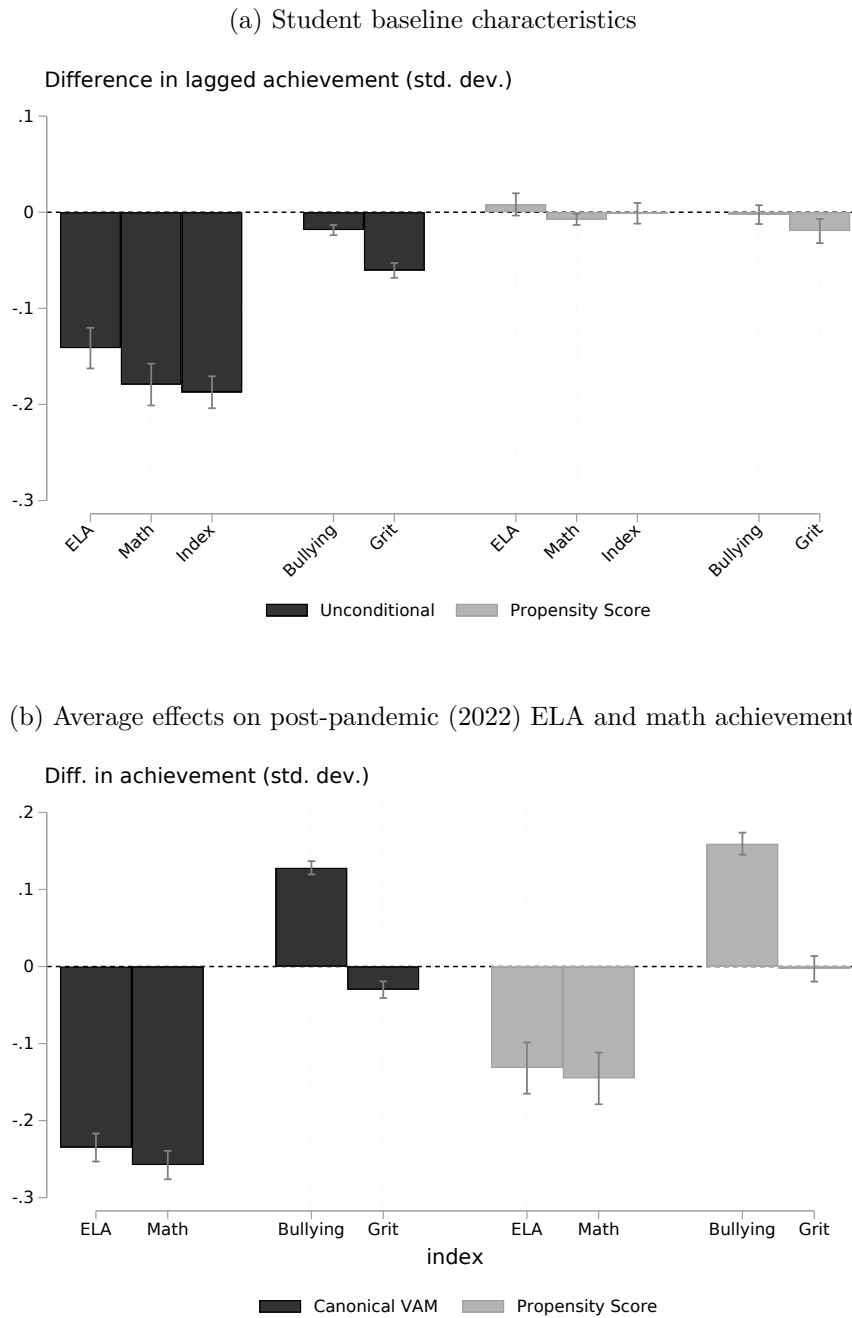 (a) Student baseline characteristics
Difference in lagged achievement (std. dev.)
.1
0
-.1
-.2
-.3
ELA Math Index Bullying Grit ELA Math Index Bullying Grit
Unconditional Propensity Score
(b) Average effects on post-pandemic (2022) ELA and math achievement
Diff. in achievement (std. dev.)
.2
.1
0
-.1
-.2
-.3
ELA Math Bullying Grit ELA Math Bullying Grit
index
Canonical VAM Propensity Score